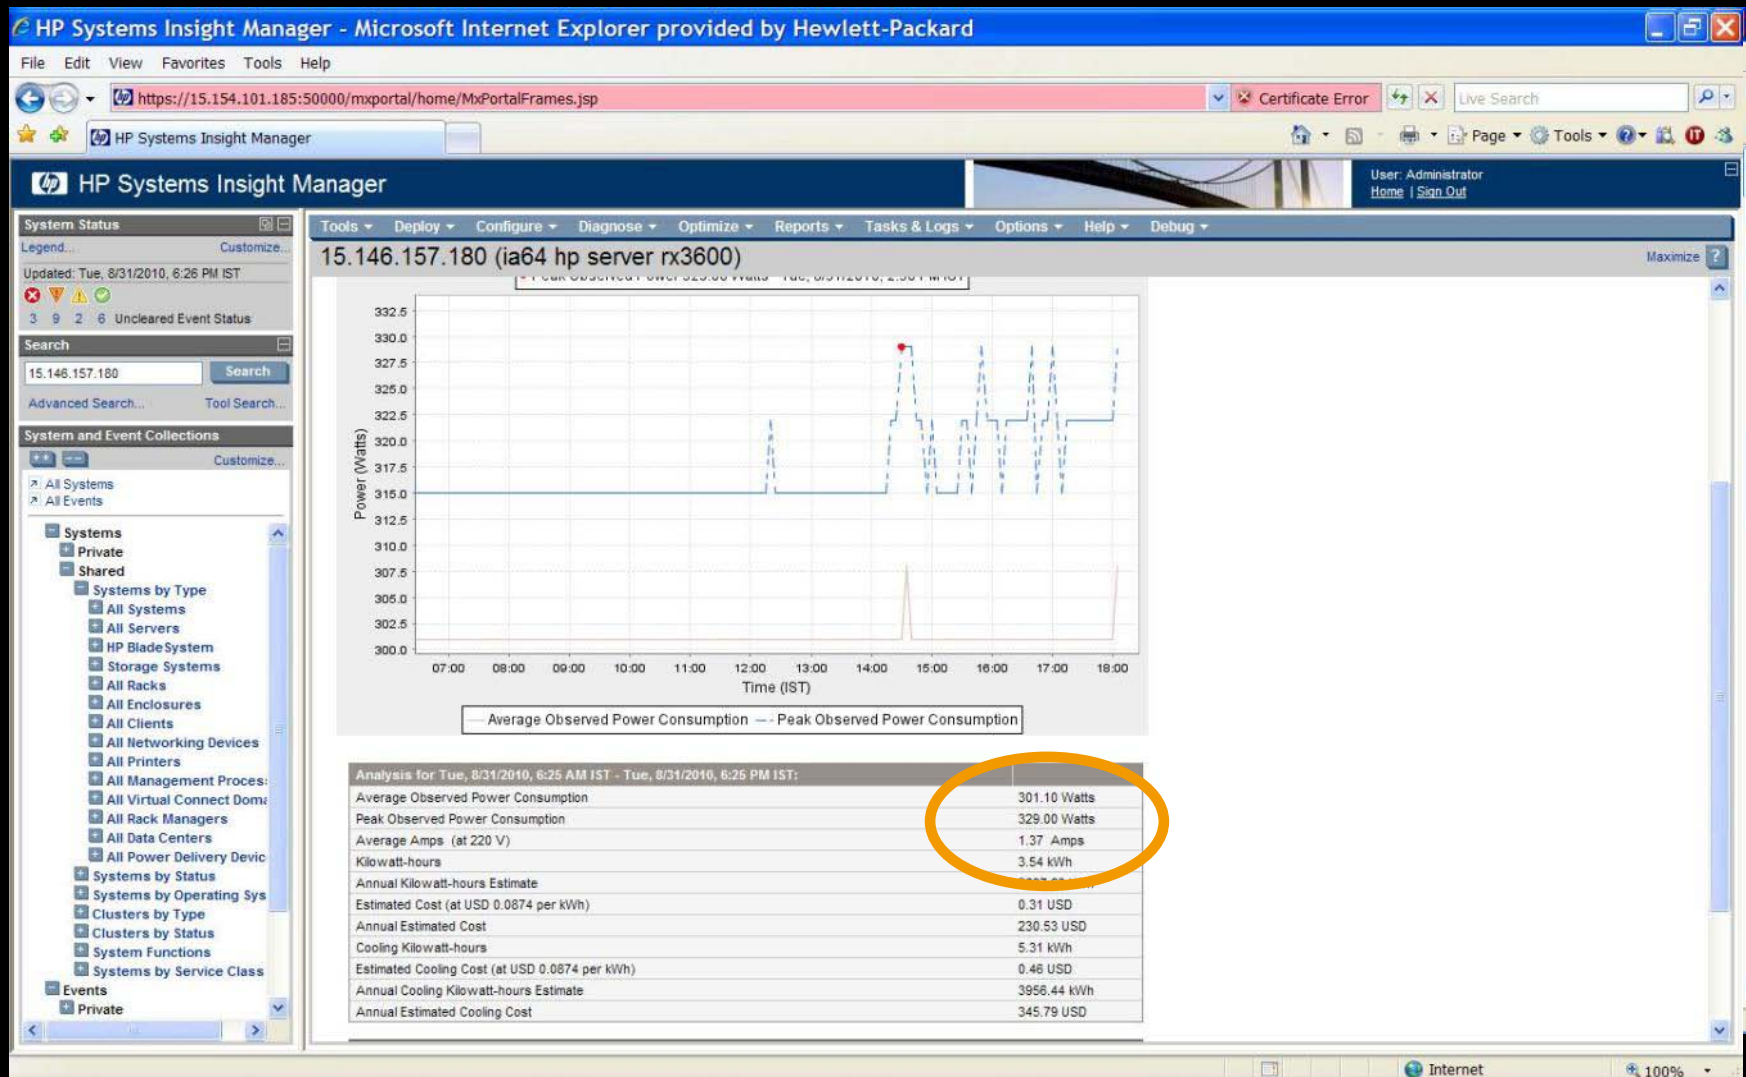 HP Systems Insight Manager - Microsoft Internet Explorer provided by Hewlett-Packard
File Edit View Favorites Tools Help
https://15.154.101.185:50000/mxportal/home/MxPortalFrames.jsp
Certificate Error
Live Search
HP Systems Insight Manager
Page
Tools
HP Systems Insight Manager
User: Administrator
Home | Sign Out
System Status
Legend...
Customize...
Updated: Tue, 8/31/2010, 6:26 PM IST
3 9 2 6 Uncleared Event Status
Search
15.146.157.180
Search
Advanced Search...
Tool Search...
System and Event Collections
Customize...
All Systems
All Events
Systems
Private
Shared
Systems by Type
All Systems
All Servers
HP BladeSystem
Storage Systems
All Racks
All Enclosures
All Clients
All Networking Devices
All Printers
All Management Proces
All Virtual Connect Doma
All Rack Managers
All Data Centers
All Power Delivery Devic
Systems by Status
Systems by Operating Sys
Clusters by Type
Clusters by Status
System Functions
Systems by Service Class
Events
Private
Tools Deploy Configure Diagnose Optimize Reports Tasks & Logs Options Help Debug
15.146.157.180 (ia64 hp server rx3600)
Maximize ?
Peak Observed Power 329.00 Watts - Tue, 8/31/2010, 2:30 PM IST
332.5
330.0
327.5
325.0
322.5
320.0
317.5
315.0
312.5
310.0
307.5
305.0
302.5
300.0
Power (Watts)
07:00 08:00 09:00 10:00 11:00 12:00 13:00 14:00 15:00 16:00 17:00 18:00
Time (IST)
Average Observed Power Consumption Peak Observed Power Consumption
Analysis for Tue, 8/31/2010, 6:25 AM IST - Tue, 8/31/2010, 6:25 PM IST:
Average Observed Power Consumption 301.10 Watts
Peak Observed Power Consumption 329.00 Watts
Average Amps (at 220 V) 1.37 Amps
Kilowatt-hours 3.54 kWh
Annual Kilowatt-hours Estimate
Estimated Cost (at USD 0.0874 per kWh) 0.31 USD
Annual Estimated Cost 230.53 USD
Cooling Kilowatt-hours 5.31 kWh
Estimated Cooling Cost (at USD 0.0874 per kWh) 0.46 USD
Annual Cooling Kilowatt-hours Estimate 3956.44 kWh
Annual Estimated Cooling Cost 345.79 USD
Internet
100%